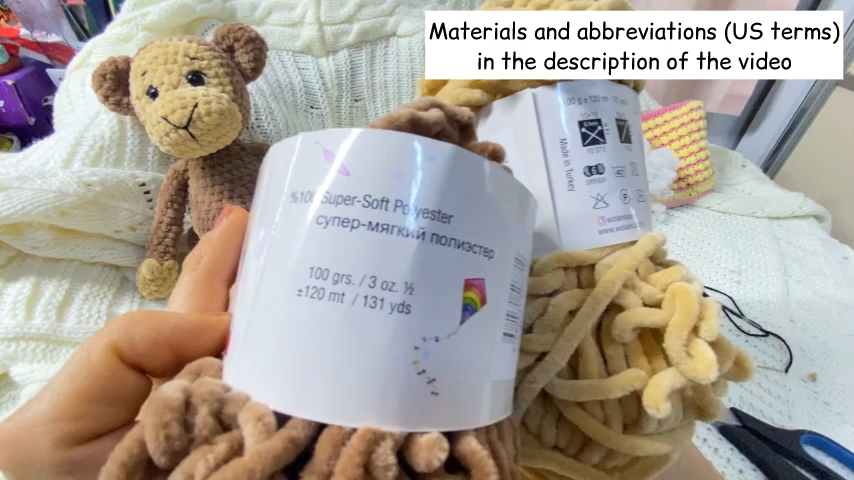 Materials and abbreviations (US terms)
in the description of the video
%100 Super-Soft Polyester
супер-мягкий полиэстер
100 grs. / 3 oz. ½
±120 mt / 131 yds
Made in Turkey